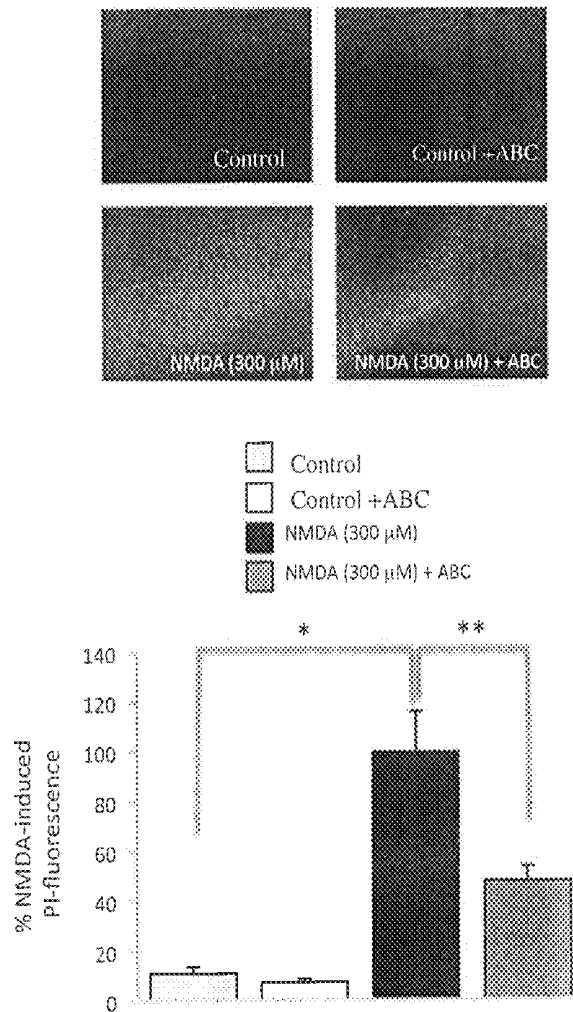 Control
Control +ABC
NMDA (300 µM)
NMDA (300 uM) + ABC
Control
Control +ABC
NMDA (300 µM)
NMDA (300 µM) + ABC
* **
140
120
100
80
60
40
20
0
% NMDA-induced
PI-fluorescence